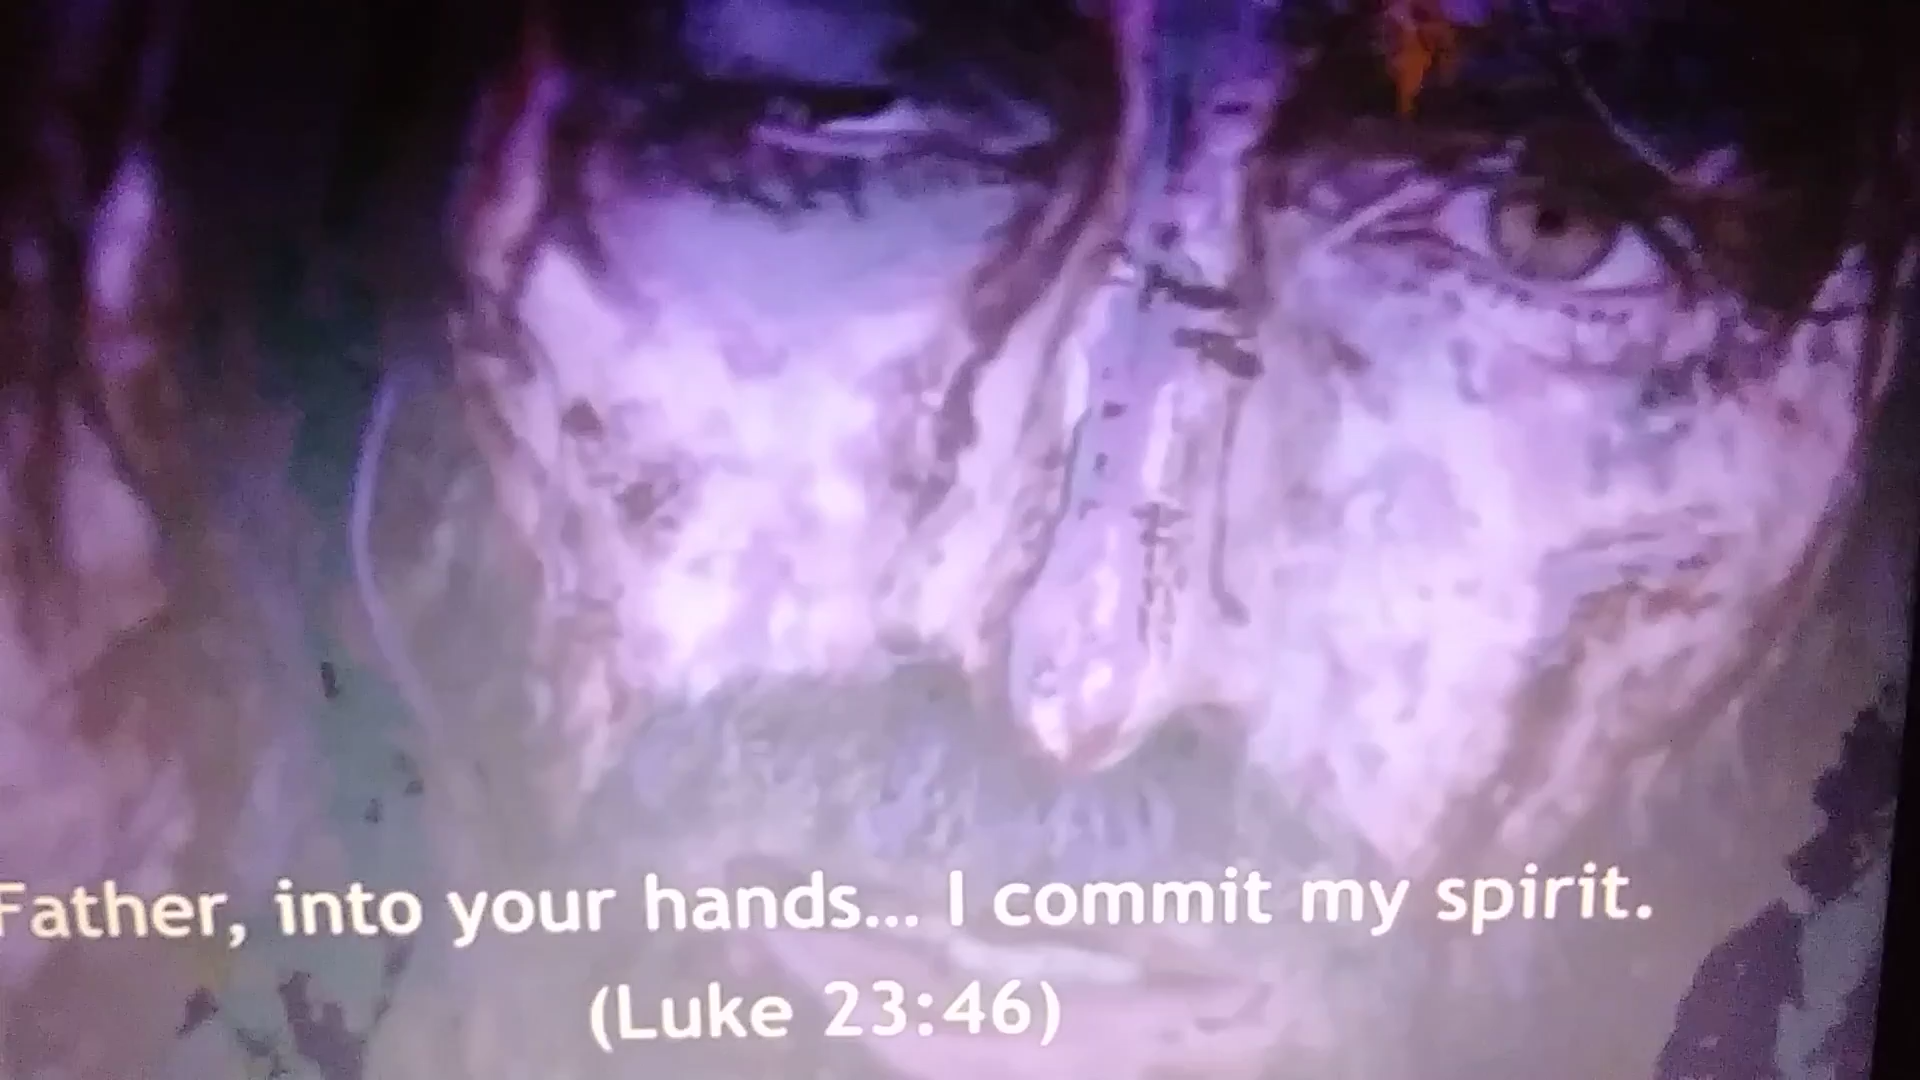 Father, into your hands... I commit my spirit.
(Luke 23:46)